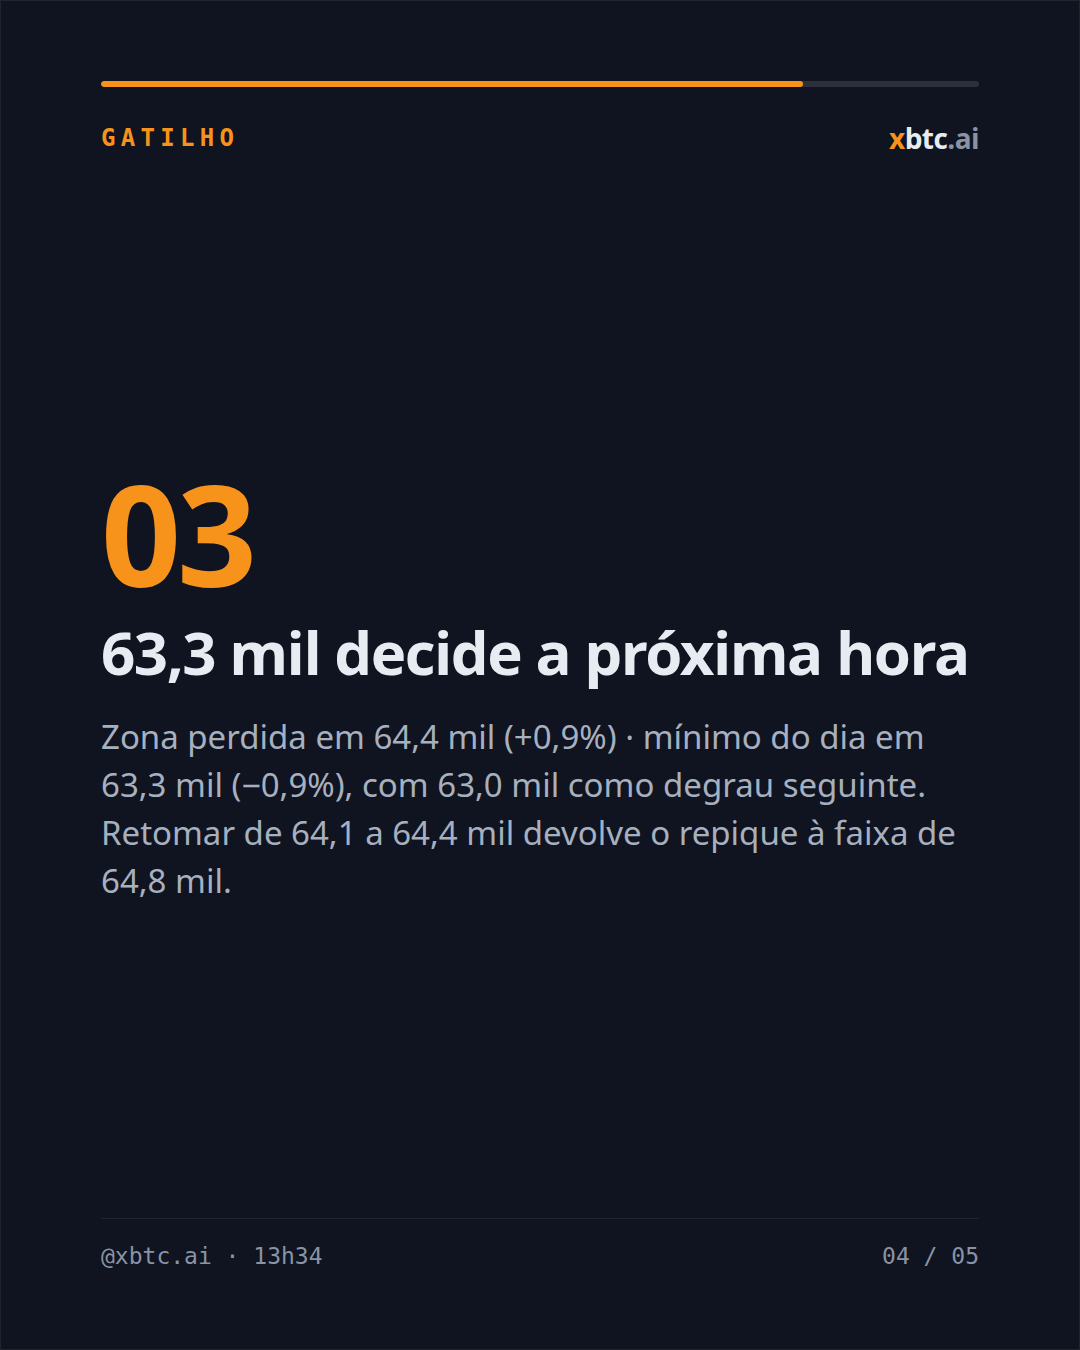 GATILHO
xbtc.ai
03
63,3 mil decide a próxima hora
Zona perdida em 64,4 mil (+0,9%) · mínimo do dia em
63,3 mil (−0,9%), com 63,0 mil como degrau seguinte.
Retomar de 64,1 a 64,4 mil devolve o repique à faixa de
64,8 mil.
@xbtc.ai · 13h34
04 / 05